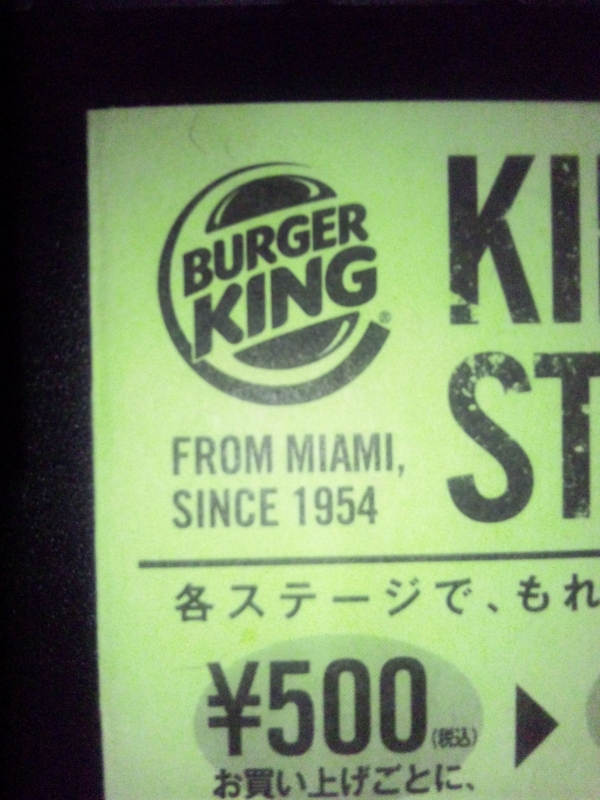 BURGER
KING®
FROM MIAMI,
SINCE 1954
ST
各ステージで、もれ
¥500(税込)
お買い上げごとに、